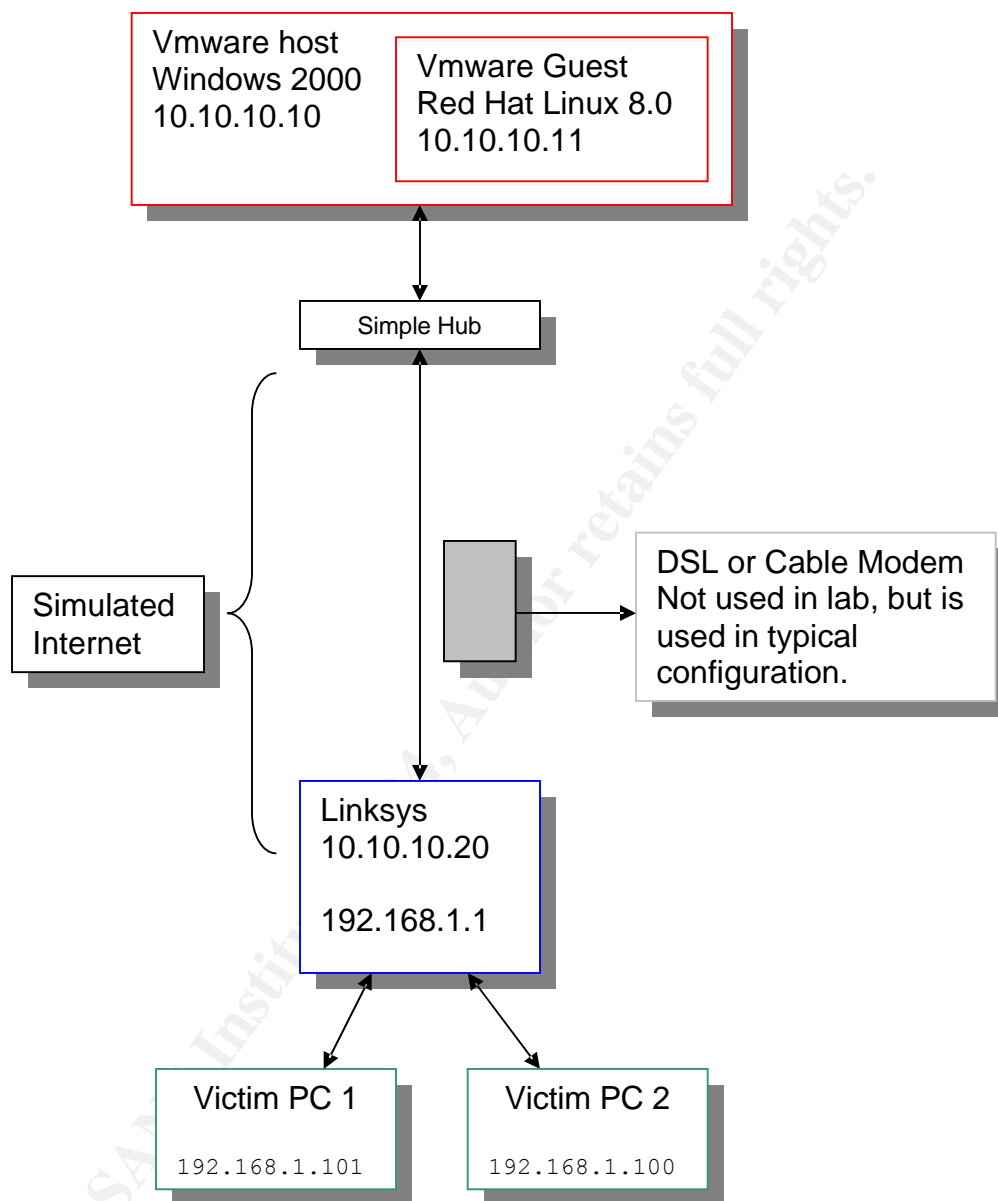 Vmware host
Windows 2000
10.10.10.10
Vmware Guest
Red Hat Linux 8.0
10.10.10.11
Simple Hub
Simulated
Internet
DSL or Cable Modem
Not used in lab, but is
used in typical
configuration.
Linksys
10.10.10.20
192.168.1.1
Victim PC 1
192.168.1.101
Victim PC 2
192.168.1.100
retains full rights.